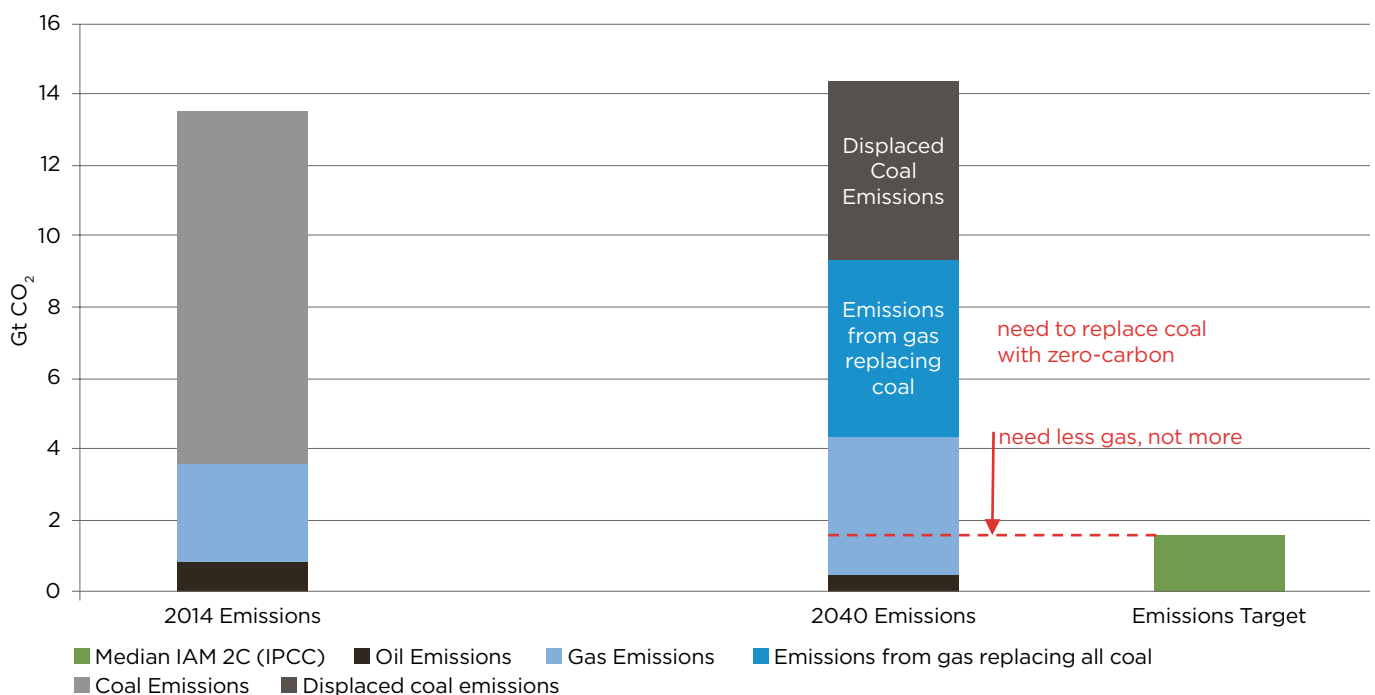 16
14
12
10
8
6
4
2
0
Gt CO₂
Displaced
Coal
Emissions
Emissions
from gas
replacing
coal
need to replace coal
with zero-carbon
need less gas, not more
2014 Emissions
2040 Emissions
Emissions Target
Median IAM 2C (IPCC)
Oil Emissions
Gas Emissions
Emissions from gas replacing all coal
Coal Emissions
Displaced coal emissions